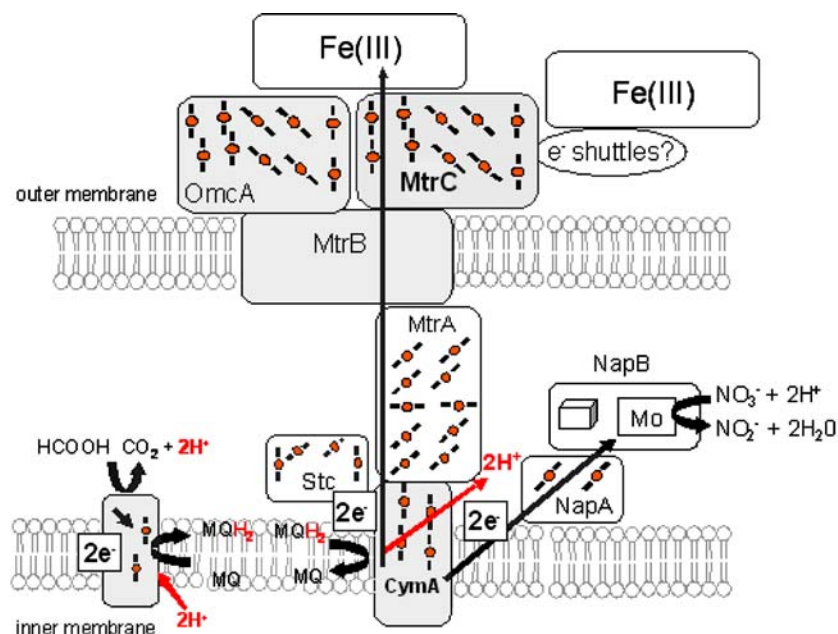 Fe(III)
Fe(III)
e⁻ shuttles?
OmcA
MtrC
outer membrane
MtrB
MtrA
NapB
Mo
NO₃⁻ + 2H⁺
NO₂⁻ + 2H₂O
HCOOH CO₂ + 2H⁺
Stc
2H⁺
NapA
2e⁻
2e⁻
2e⁻
MQH₂
MQH₂
MQ
MQ
CymA
2H⁺
inner membrane